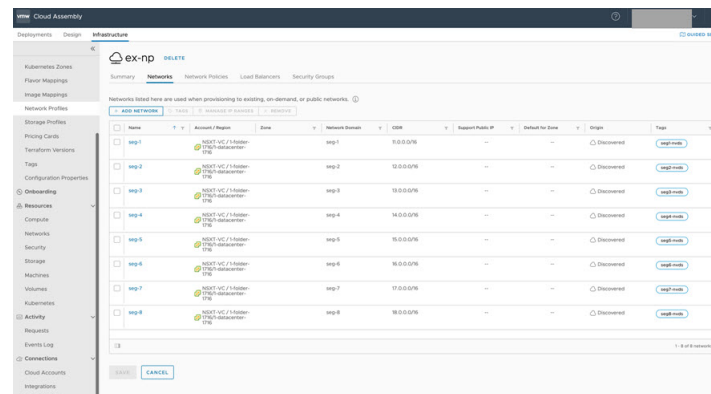 vmw Cloud Assembly
Deployments Design Infrastructure GUIDED SE
«
Kubernetes Zones
Flavor Mappings
Image Mappings
Network Profiles
Storage Profiles
Pricing Cards
Terraform Versions
Tags
Configuration Properties
Onboarding
Resources
Compute
Networks
Security
Storage
Machines
Volumes
Kubernetes
Activity
Requests
Events Log
Connections
Cloud Accounts
Integrations
ex-np DELETE
Summary Networks Network Policies Load Balancers Security Groups
Networks listed here are used when provisioning to existing, on-demand, or public networks.
+ ADD NETWORK TAGS MANAGE IP RANGES REMOVE
Name Account / Region Zone Network Domain CIDR Support Public IP Default for Zone Origin Tags
seg-1 NSXT-VC / 1-folder- seg-1 11.0.0.0/16 -- -- Discovered seg1-nvds
1716/1-datacenter-
1716
seg-2 NSXT-VC / 1-folder- seg-2 12.0.0.0/16 -- -- Discovered seg2-nvds
1716/1-datacenter-
1716
seg-3 NSXT-VC / 1-folder- seg-3 13.0.0.0/16 -- -- Discovered seg3-nvds
1716/1-datacenter-
1716
seg-4 NSXT-VC / 1-folder- seg-4 14.0.0.0/16 -- -- Discovered seg4-nvds
1716/1-datacenter-
1716
seg-5 NSXT-VC / 1-folder- seg-5 15.0.0.0/16 -- -- Discovered seg5-nvds
1716/1-datacenter-
1716
seg-6 NSXT-VC / 1-folder- seg-6 16.0.0.0/16 -- -- Discovered seg6-nvds
1716/1-datacenter-
1716
seg-7 NSXT-VC / 1-folder- seg-7 17.0.0.0/16 -- -- Discovered seg7-nvds
1716/1-datacenter-
1716
seg-8 NSXT-VC / 1-folder- seg-8 18.0.0.0/16 -- -- Discovered seg8-nvds
1716/1-datacenter-
1716
1 - 8 of 8 network
SAVE CANCEL